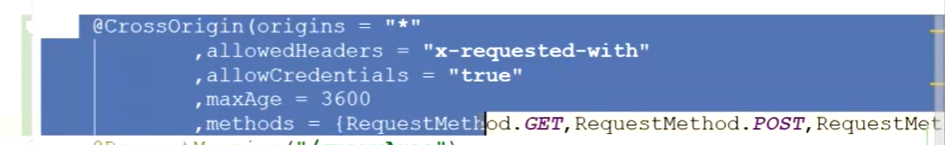 @CrossOrigin(origins = "*"
,allowedHeaders = "x-requested-with"
,allowCredentials = "true"
,maxAge = 3600
,methods = {RequestMethod.GET,RequestMethod.POST,RequestMet